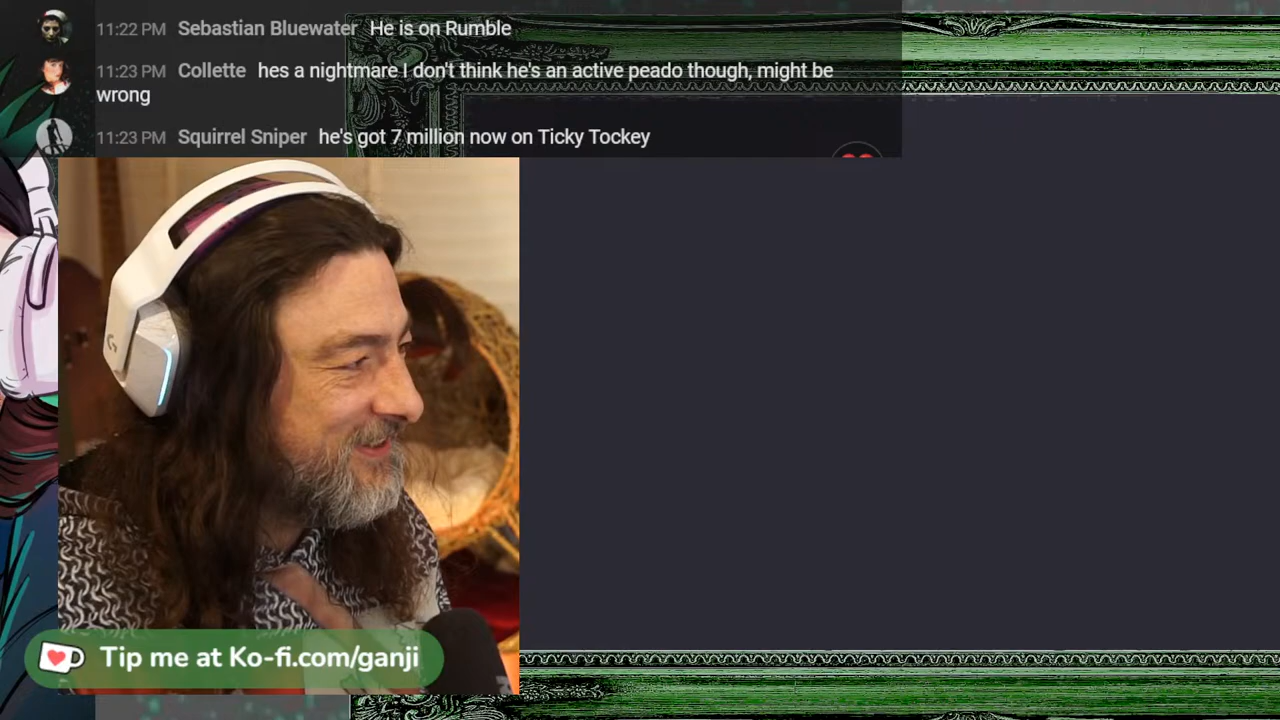 11:22 PM Sebastian Bluewater He is on Rumble
11:23 PM Collette hes a nightmare I don't think he's an active peado though, might be
wrong
11:23 PM Squirrel Sniper he's got 7 million now on Ticky Tockey
Tip me at Ko-fi.com/ganji